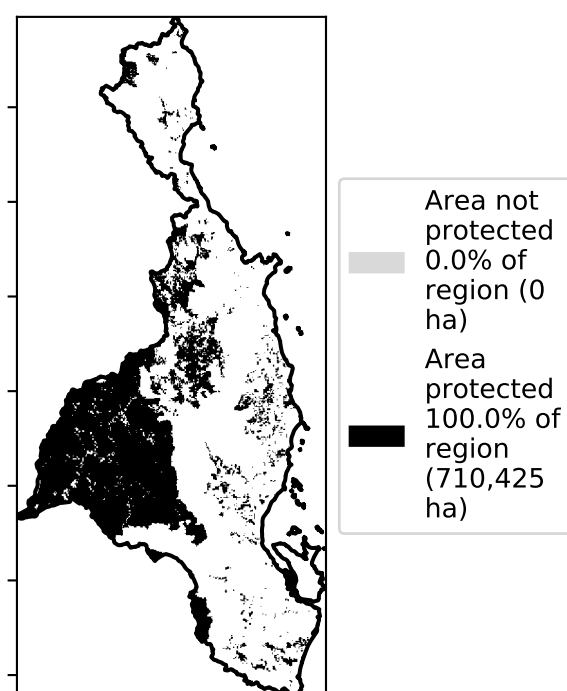 Area not
protected
0.0% of
region (0
ha)
Area
protected
100.0% of
region
(710,425
ha)